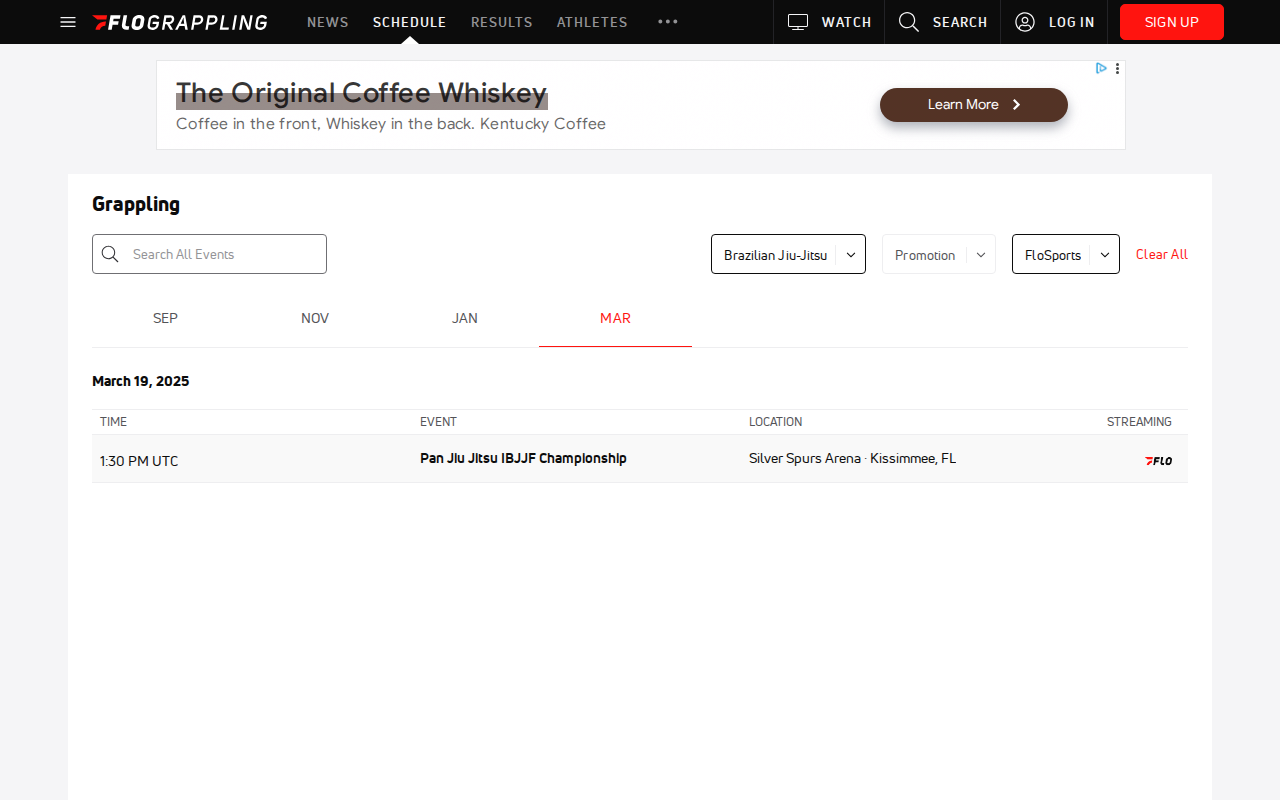 FLOGRAPPLING NEWS SCHEDULE RESULTS ATHLETES WATCH SEARCH LOG IN SIGN UP
The Original Coffee Whiskey
Coffee in the front, Whiskey in the back. Kentucky Coffee
Learn More
Grappling
Search All Events Brazilian Jiu-Jitsu Promotion FloSports Clear All
SEP NOV JAN MAR
March 19, 2025
TIME EVENT LOCATION STREAMING
1:30 PM UTC Pan Jiu Jitsu IBJJF Championship Silver Spurs Arena · Kissimmee, FL FLO